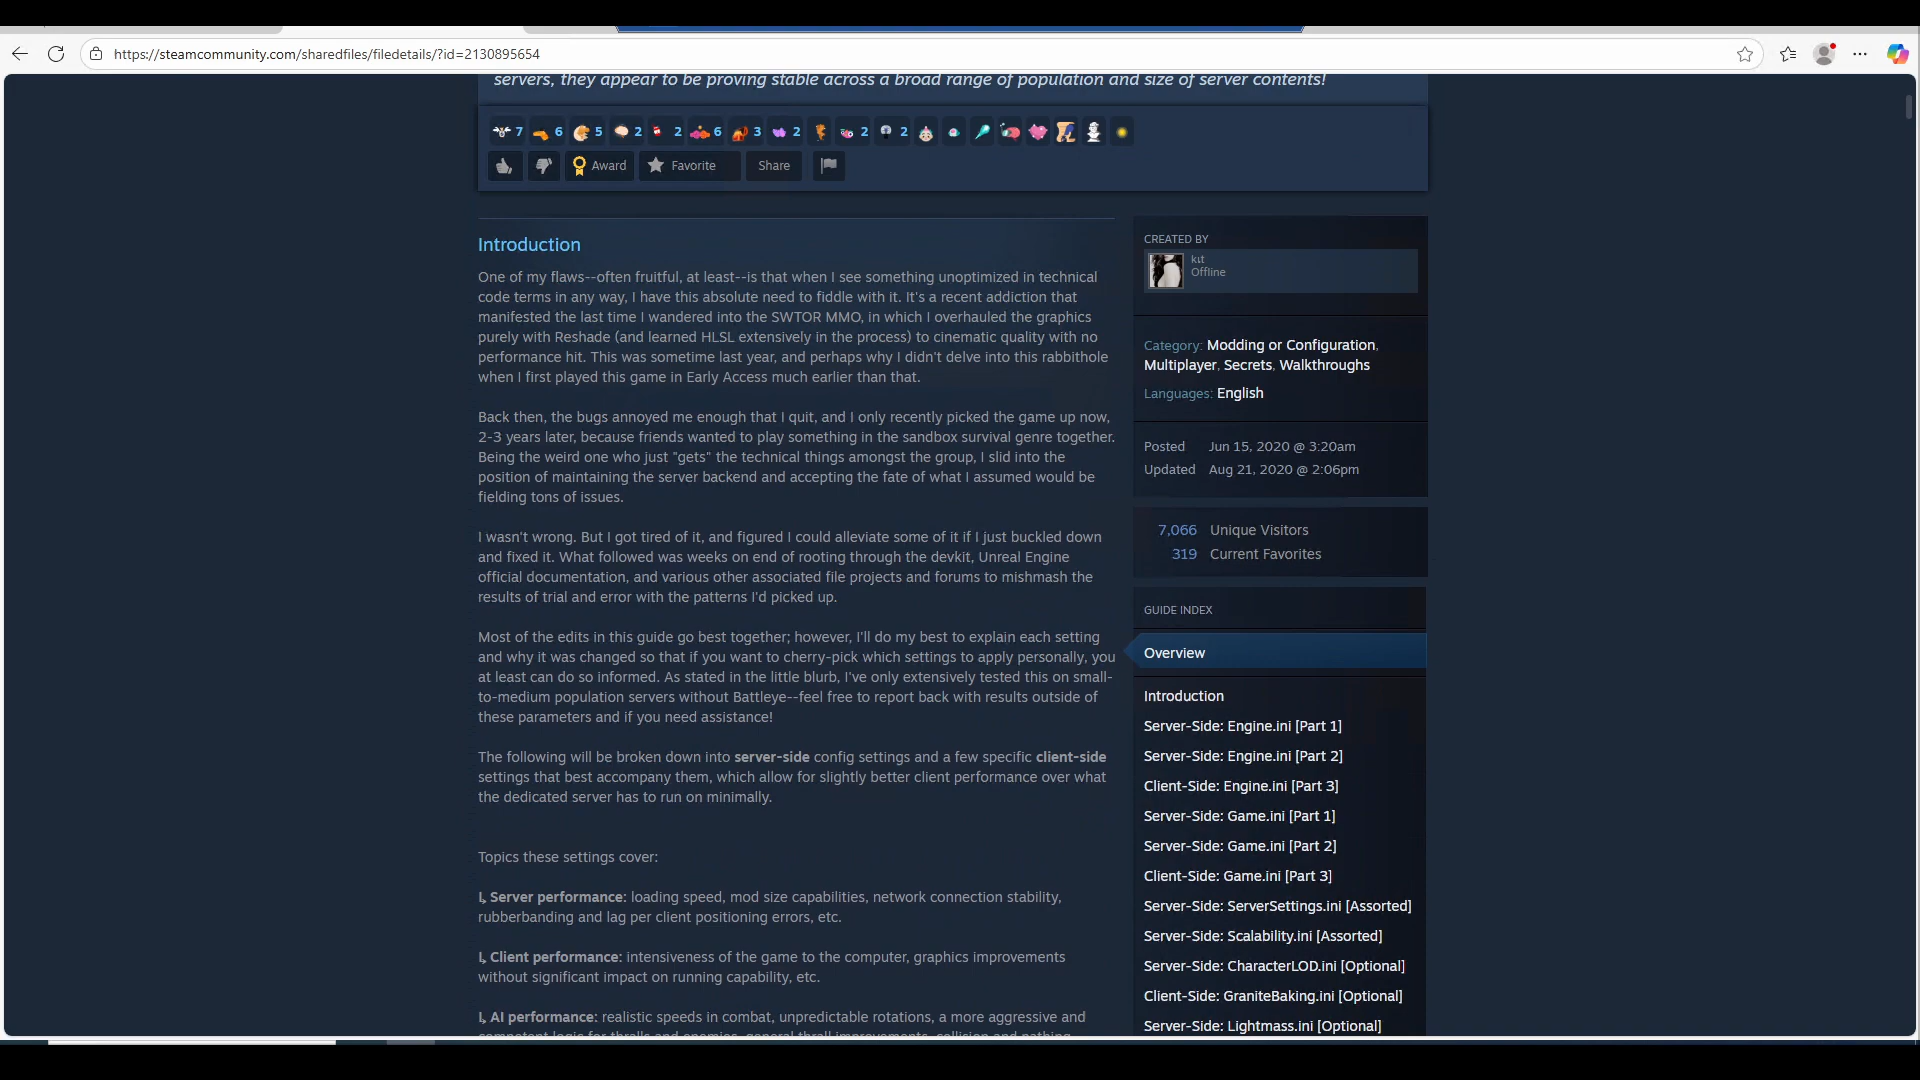 https://steamcommunity.com/sharedfiles/filedetails/?id=2130895654
servers, they appear to be proving stable across a broad range of population and size of server contents!
7 6 5 2 2 6 3 2 2 2
Award Favorite Share
Introduction
One of my flaws--often fruitful, at least--is that when I see something unoptimized in technical
code terms in any way, I have this absolute need to fiddle with it. It's a recent addiction that
manifested the last time I wandered into the SWTOR MMO, in which I overhauled the graphics
purely with Reshade (and learned HLSL extensively in the process) to cinematic quality with no
performance hit. This was sometime last year, and perhaps why I didn't delve into this rabbithole
when I first played this game in Early Access much earlier than that.
Back then, the bugs annoyed me enough that I quit, and I only recently picked the game up now,
2-3 years later, because friends wanted to play something in the sandbox survival genre together.
Being the weird one who just "gets" the technical things amongst the group, I slid into the
position of maintaining the server backend and accepting the fate of what I assumed would be
fielding tons of issues.
I wasn't wrong. But I got tired of it, and figured I could alleviate some of it if I just buckled down
and fixed it. What followed was weeks on end of rooting through the devkit, Unreal Engine
official documentation, and various other associated file projects and forums to mishmash the
results of trial and error with the patterns I'd picked up.
Most of the edits in this guide go best together; however, I'll do my best to explain each setting
and why it was changed so that if you want to cherry-pick which settings to apply personally, you
at least can do so informed. As stated in the little blurb, I've only extensively tested this on small-
to-medium population servers without Battleye--feel free to report back with results outside of
these parameters and if you need assistance!
The following will be broken down into server-side config settings and a few specific client-side
settings that best accompany them, which allow for slightly better client performance over what
the dedicated server has to run on minimally.
Topics these settings cover:
Server performance: loading speed, mod size capabilities, network connection stability,
rubberbanding and lag per client positioning errors, etc.
Client performance: intensiveness of the game to the computer, graphics improvements
without significant impact on running capability, etc.
AI performance: realistic speeds in combat, unpredictable rotations, a more aggressive and
competent logic for thralls and enemies, general thrall improvements, collision and pathing
CREATED BY
kιt
Offline
Category: Modding or Configuration,
Multiplayer, Secrets, Walkthroughs
Languages: English
Posted Jun 15, 2020 @ 3:20am
Updated Aug 21, 2020 @ 2:06pm
7,066 Unique Visitors
319 Current Favorites
GUIDE INDEX
Overview
Introduction
Server-Side: Engine.ini [Part 1]
Server-Side: Engine.ini [Part 2]
Client-Side: Engine.ini [Part 3]
Server-Side: Game.ini [Part 1]
Server-Side: Game.ini [Part 2]
Client-Side: Game.ini [Part 3]
Server-Side: ServerSettings.ini [Assorted]
Server-Side: Scalability.ini [Assorted]
Server-Side: CharacterLOD.ini [Optional]
Client-Side: GraniteBaking.ini [Optional]
Server-Side: Lightmass.ini [Optional]